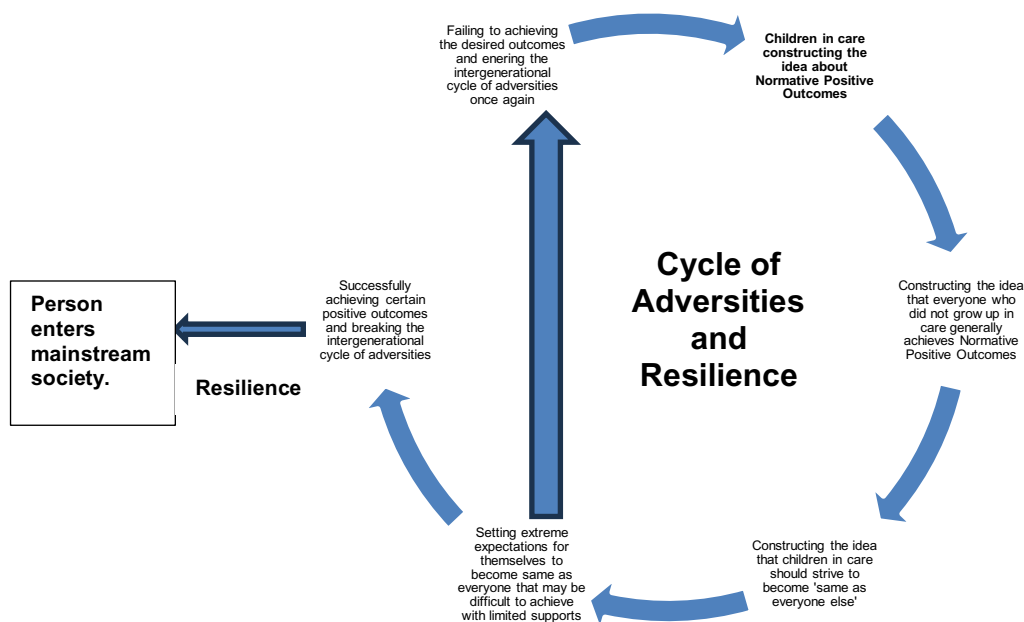 Failing to achieving
the desired outcomes
and enering the
intergenerational
cycle of adversities
once again
Children in care
constructing the
idea about
Normative Positive
Outcomes
Constructing the idea
that everyone who
did not grow up in
care generally
achieves Normative
Positive Outcomes
Constructing the idea
that children in care
should strive to
become 'same as
everyone else'
Setting extreme
expectations for
themselves to
become same as
everyone that may be
difficult to achieve
with limited supports
Successfully
achieving certain
positive outcomes
and breaking the
intergenerational
cycle of adversities
Resilience
Person
enters
mainstream
society.
Cycle of
Adversities
and
Resilience